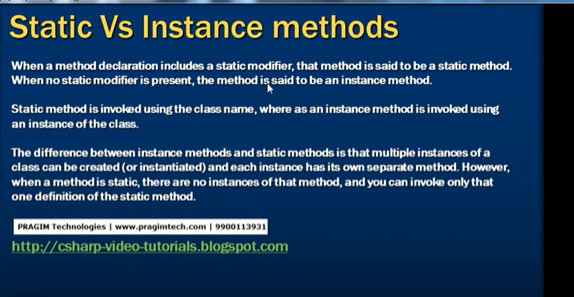 Static Vs Instance methods
When a method declaration includes a static modifier, that method is said to be a static method.
When no static modifier is present, the method is said to be an instance method.
Static method is invoked using the class name, where as an instance method is invoked using
an instance of the class.
The difference between instance methods and static methods is that multiple instances of a
class can be created (or instantiated) and each instance has its own separate method. However,
when a method is static, there are no instances of that method, and you can invoke only that
one definition of the static method.
PRAGIM Technologies | www.pragimtech.com | 9900113931
http://csharp-video-tutorials.blogspot.com